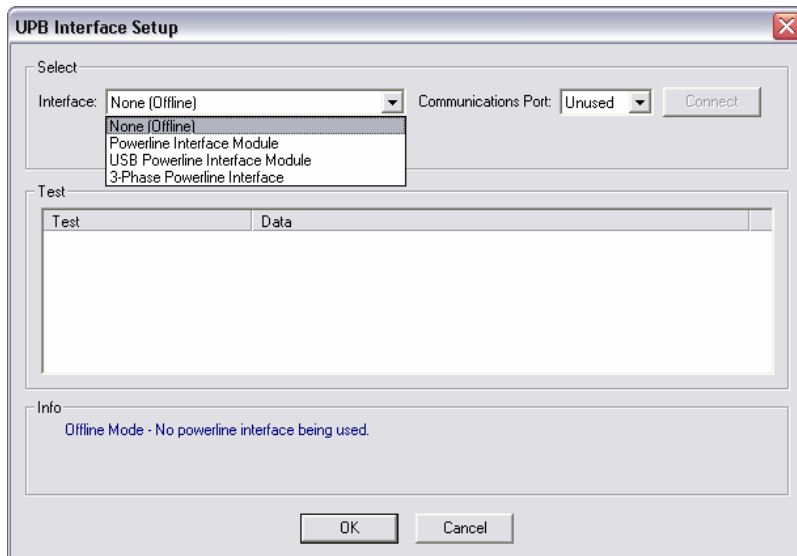 UPB Interface Setup
Select
Interface: None (Offline) Communications Port: Unused Connect
None (Offline)
Powerline Interface Module
USB Powerline Interface Module
3-Phase Powerline Interface
Test
Test Data
Info
Offline Mode - No powerline interface being used.
OK Cancel